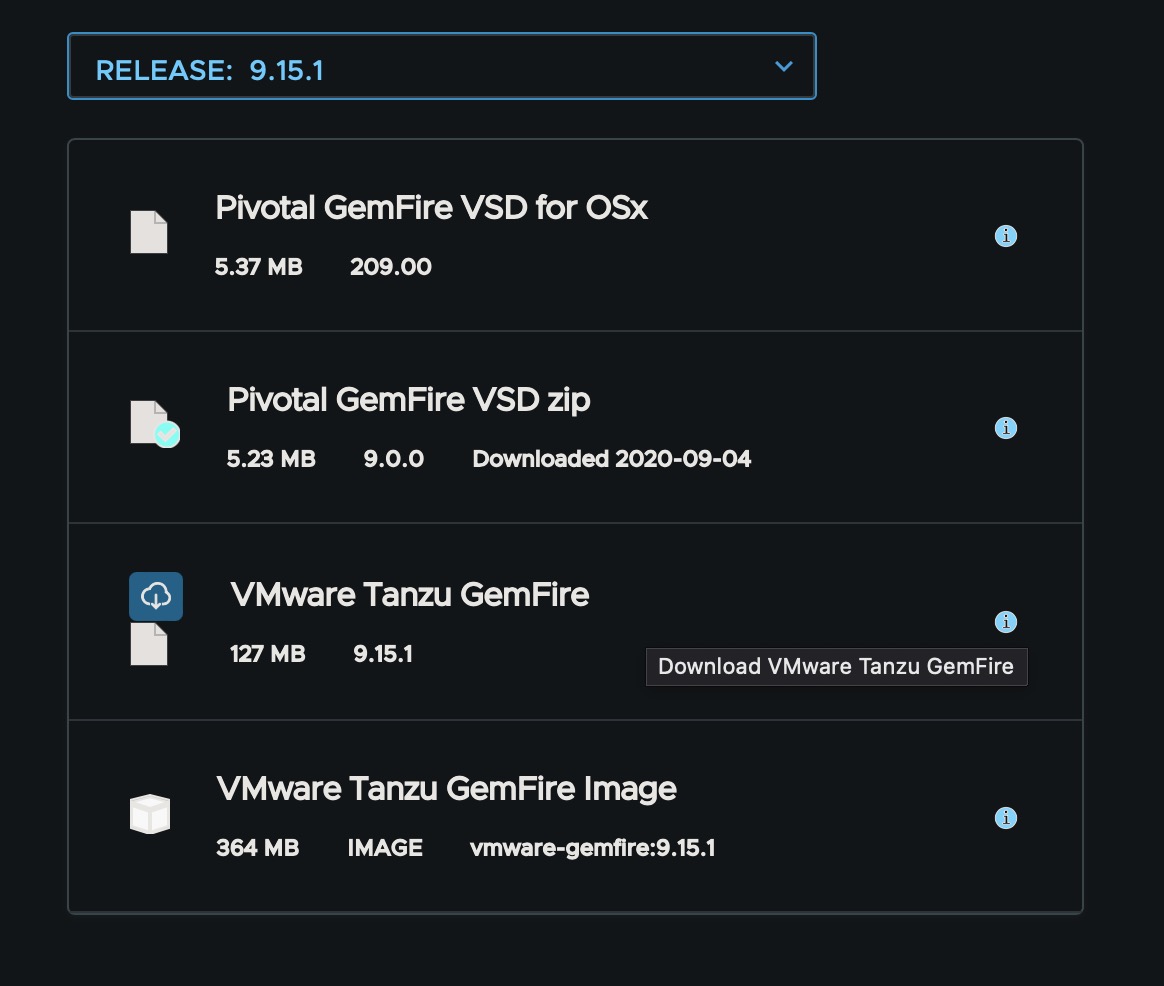 RELEASE: 9.15.1
Pivotal GemFire VSD for OSx
5.37 MB 209.00
Pivotal GemFire VSD zip
5.23 MB 9.0.0 Downloaded 2020-09-04
VMware Tanzu GemFire
127 MB 9.15.1
Download VMware Tanzu GemFire
VMware Tanzu GemFire Image
364 MB IMAGE vmware-gemfire:9.15.1